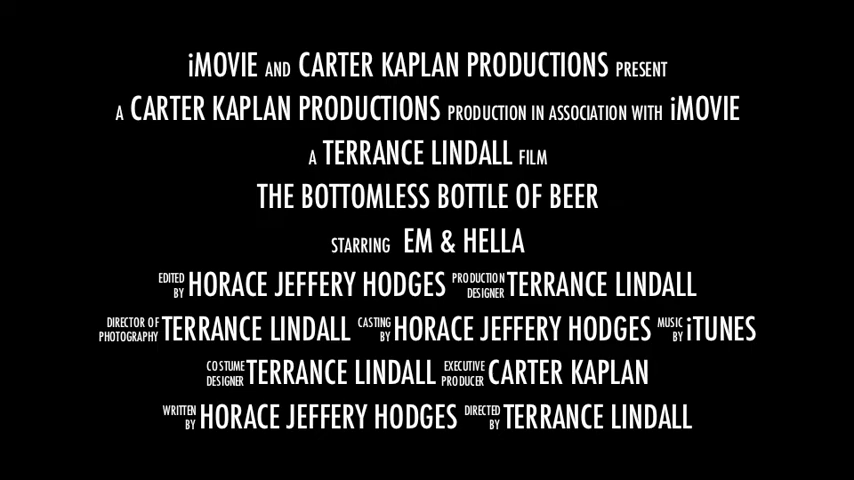 iMOVIE AND CARTER KAPLAN PRODUCTIONS PRESENT
A CARTER KAPLAN PRODUCTIONS PRODUCTION IN ASSOCIATION WITH iMOVIE
A TERRANCE LINDALL FILM
THE BOTTOMLESS BOTTLE OF BEER
STARRING EM & HELLA
EDITED BY HORACE JEFFERY HODGES PRODUCTION DESIGNER TERRANCE LINDALL
DIRECTOR OF PHOTOGRAPHY TERRANCE LINDALL CASTING BY HORACE JEFFERY HODGES MUSIC BY iTUNES
COSTUME DESIGNER TERRANCE LINDALL EXECUTIVE PRODUCER CARTER KAPLAN
WRITTEN BY HORACE JEFFERY HODGES DIRECTED BY TERRANCE LINDALL